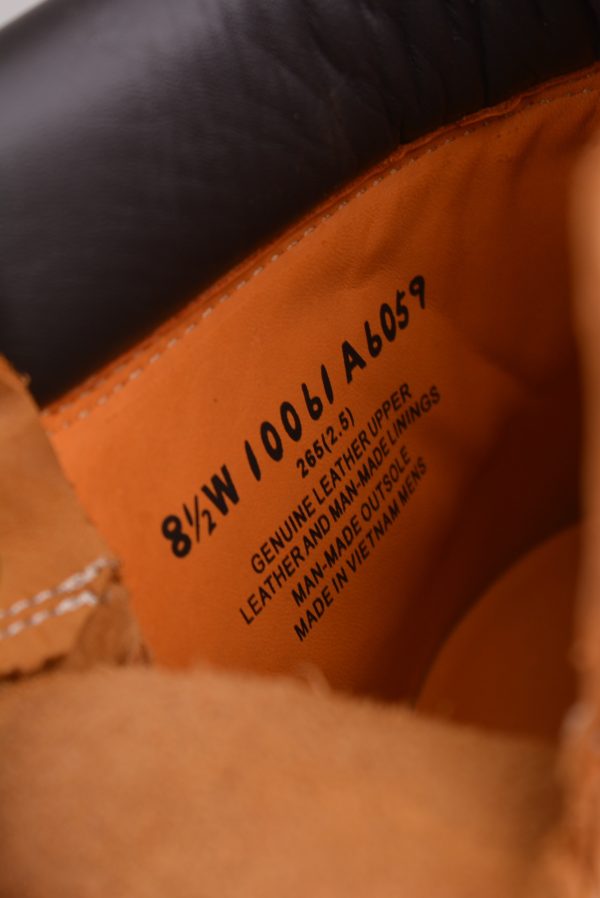 8½W 10061 A6059
265(2.5)
GENUINE LEATHER UPPER
LEATHER AND MAN-MADE LININGS
MAN-MADE OUTSOLE
MADE IN VIETNAM MENS